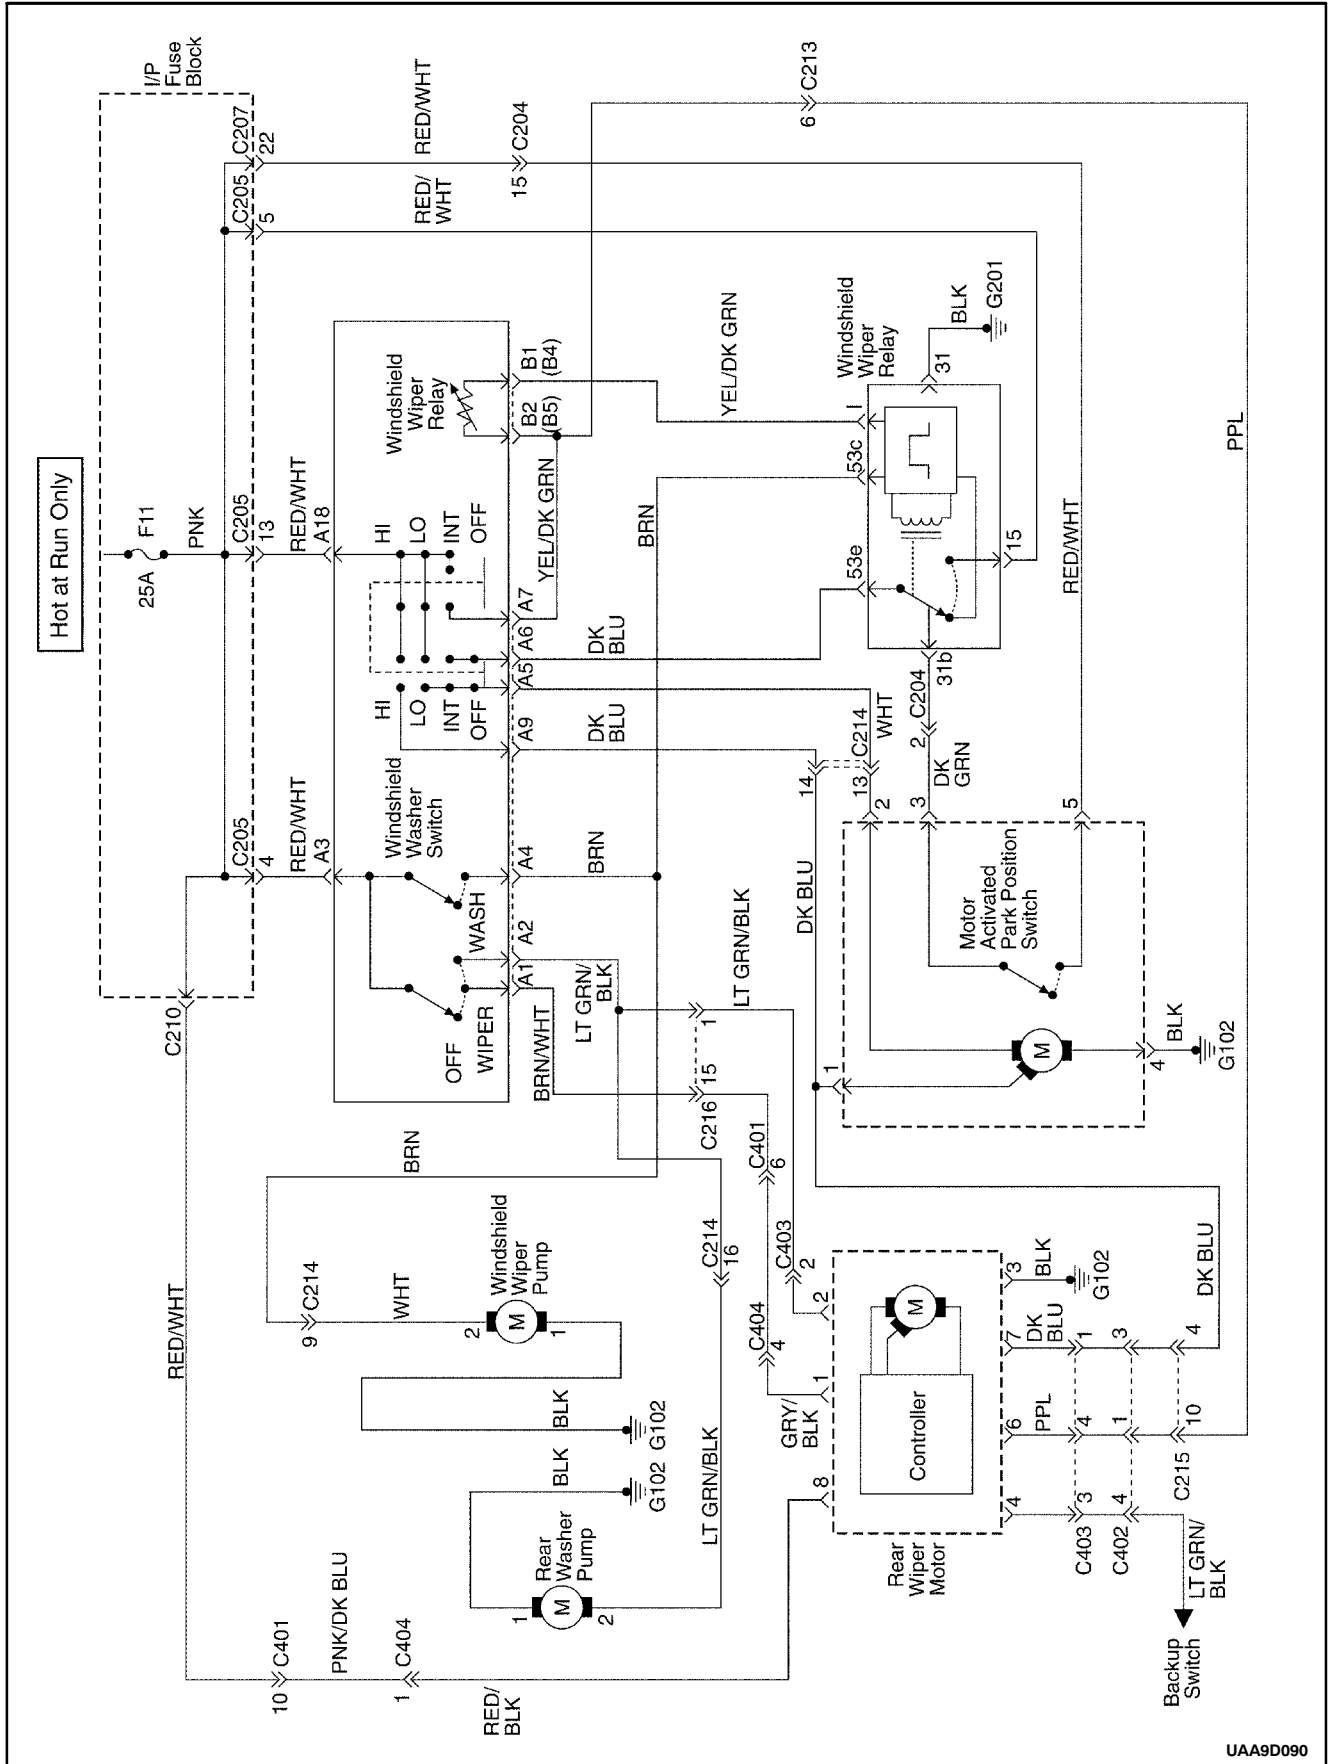 Hot at Run Only
I/P
Fuse
Block
25A
F11
PNK
C210
C205
4
C205
13
C205
5
C207
22
RED/WHT
A3
RED/WHT
A18
RED/
WHT
RED/WHT
15
C204
6
C213
Windshield
Washer
Switch
OFF
WIPER
WASH
HI
LO
INT
OFF
HI
LO
INT
OFF
Windshield
Wiper
Relay
A1
A2
A4
A9
A5
A6
A7
B2
(B5)
B1
(B4)
BRN/WHT
LT GRN/
BLK
BRN
DK
BLU
DK
BLU
YEL/DK GRN
BRN
YEL/DK GRN
Windshield
Wiper
Relay
53e
53c
I
31
BLK
G201
15
31b
C204
2
DK
GRN
WHT
C214
14
13
RED/WHT
PPL
RED/WHT
BRN
9
C214
WHT
Windshield
Wiper
Pump
2
1
M
BLK
G102
BLK
G102
Rear
Washer
Pump
1
2
M
LT GRN/BLK
C214
16
C216
15
1
LT GRN/BLK
C401
6
C403
2
C404
4
GRY/
BLK
DK BLU
1
2
3
5
Motor
Activated
Park Position
Switch
M
4
BLK
G102
10
C401
PNK/DK BLU
1
C404
RED/
BLK
8
1
2
Controller
M
Rear
Wiper
Motor
4
6
7
3
PPL
DK
BLU
BLK
G102
C403
3
4
1
C402
4
1
3
C215
10
4
DK BLU
LT GRN/
BLK
Backup
Switch
UAA9D090